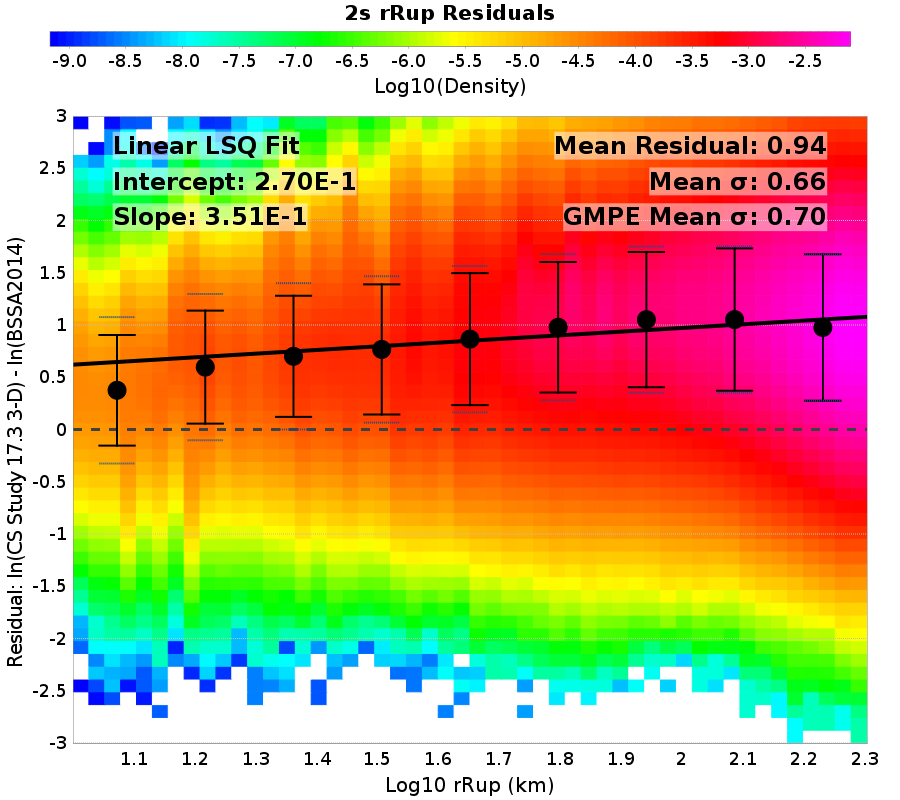 2s rRup Residuals
-9.0 -8.5 -8.0 -7.5 -7.0 -6.5 -6.0 -5.5 -5.0 -4.5 -4.0 -3.5 -3.0 -2.5
Log10(Density)
Linear LSQ Fit
Intercept: 2.70E-1
Slope: 3.51E-1
Mean Residual: 0.94
Mean σ: 0.66
GMPE Mean σ: 0.70
Residual: ln(CS Study 17.3 3-D) - ln(BSSA2014)
3
2.5
2
1.5
1
0.5
0
-0.5
-1
-1.5
-2
-2.5
-3
1.1 1.2 1.3 1.4 1.5 1.6 1.7 1.8 1.9 2 2.1 2.2 2.3
Log10 rRup (km)